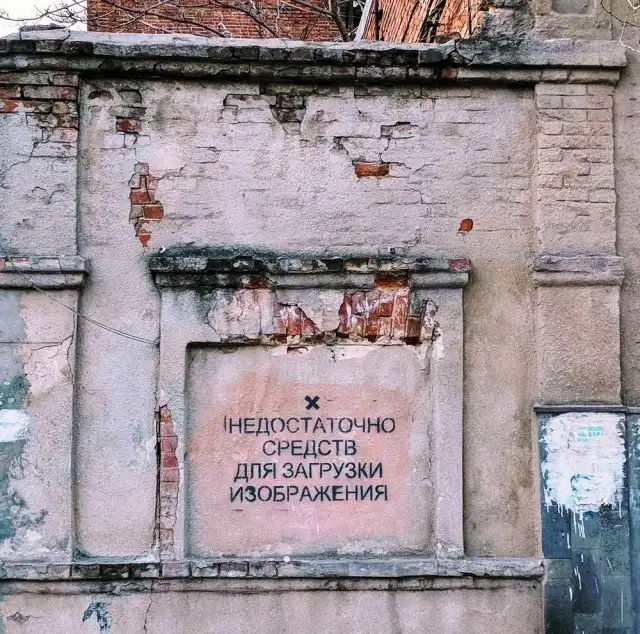 ×
НЕДОСТАТОЧНО
СРЕДСТВ
ДЛЯ ЗАГРУЗКИ
ИЗОБРАЖЕНИЯ